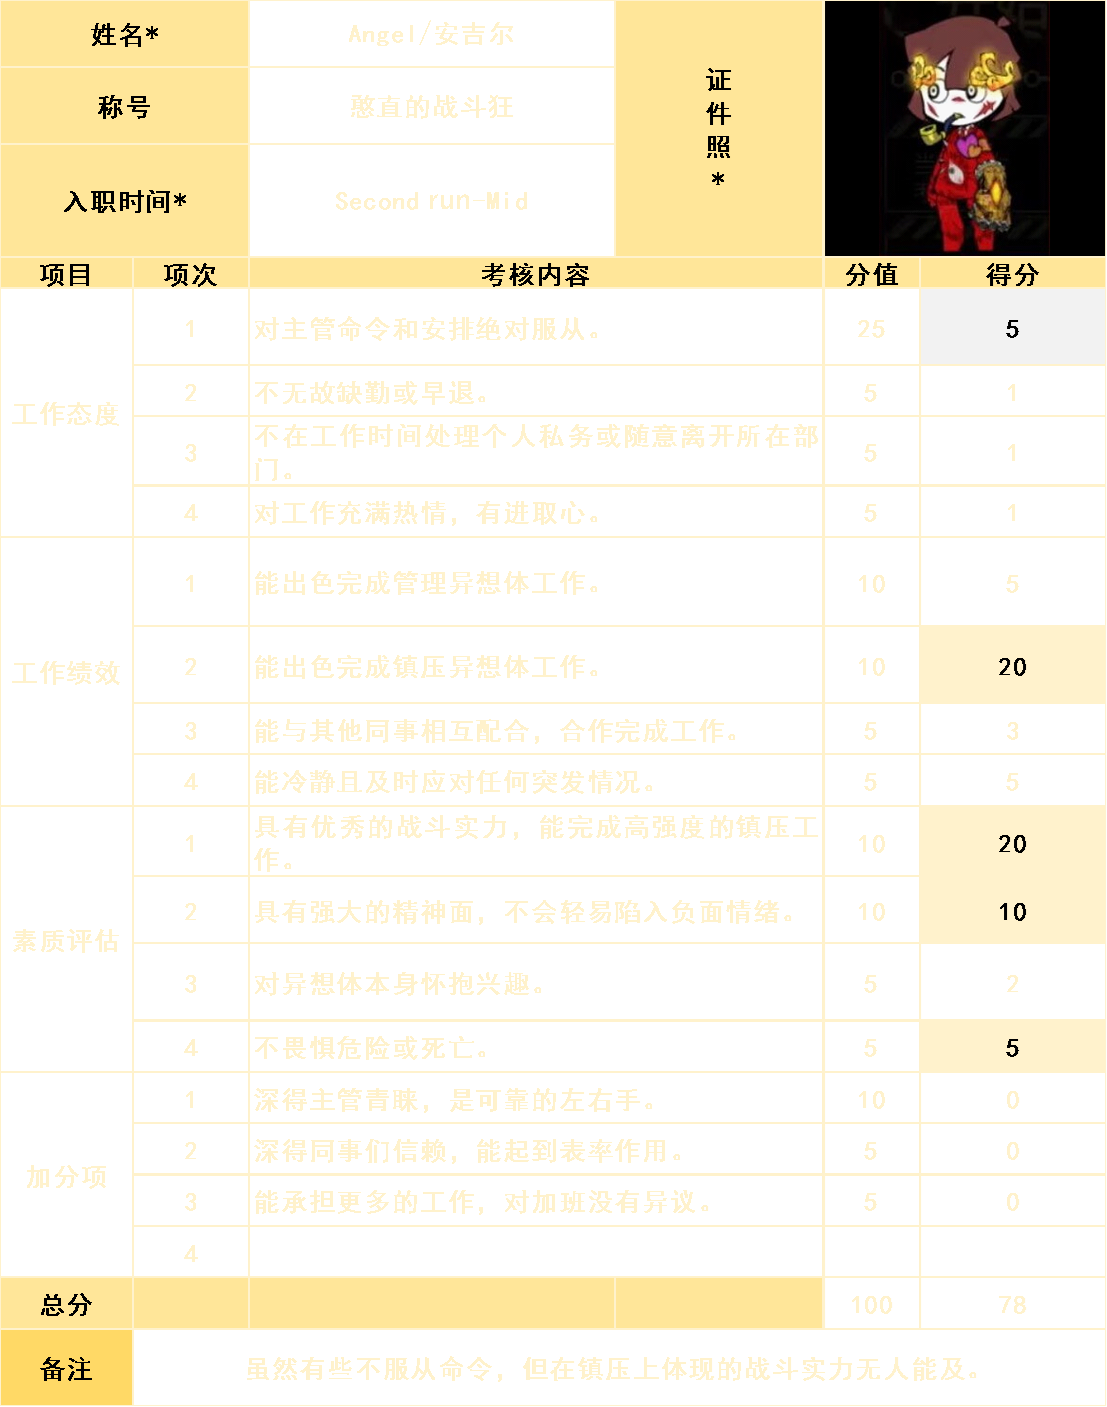 姓名* Angel/安吉尔 证件照*
称号 憨直的战斗狂
入职时间* Second run-Mid
项目 项次 考核内容 分值 得分
工作态度 1 对主管命令和安排绝对服从。 25 5
2 不无故缺勤或早退。 5 1
3 不在工作时间处理个人私务或随意离开所在部
门。 5 1
4 对工作充满热情，有进取心。 5 1
工作绩效 1 能出色完成管理异想体工作。 10 5
2 能出色完成镇压异想体工作。 10 20
3 能与其他同事相互配合，合作完成工作。 5 3
4 能冷静且及时应对任何突发情况。 5 5
素质评估 1 具有优秀的战斗实力，能完成高强度的镇压工
作。 10 20
2 具有强大的精神面，不会轻易陷入负面情绪。 10 10
3 对异想体本身怀抱兴趣。 5 2
4 不畏惧危险或死亡。 5 5
加分项 1 深得主管青睐，是可靠的左右手。 10 0
2 深得同事们信赖，能起到表率作用。 5 0
3 能承担更多的工作，对加班没有异议。 5 0
4
总分 100 78
备注 虽然有些不服从命令，但在镇压上体现的战斗实力无人能及。